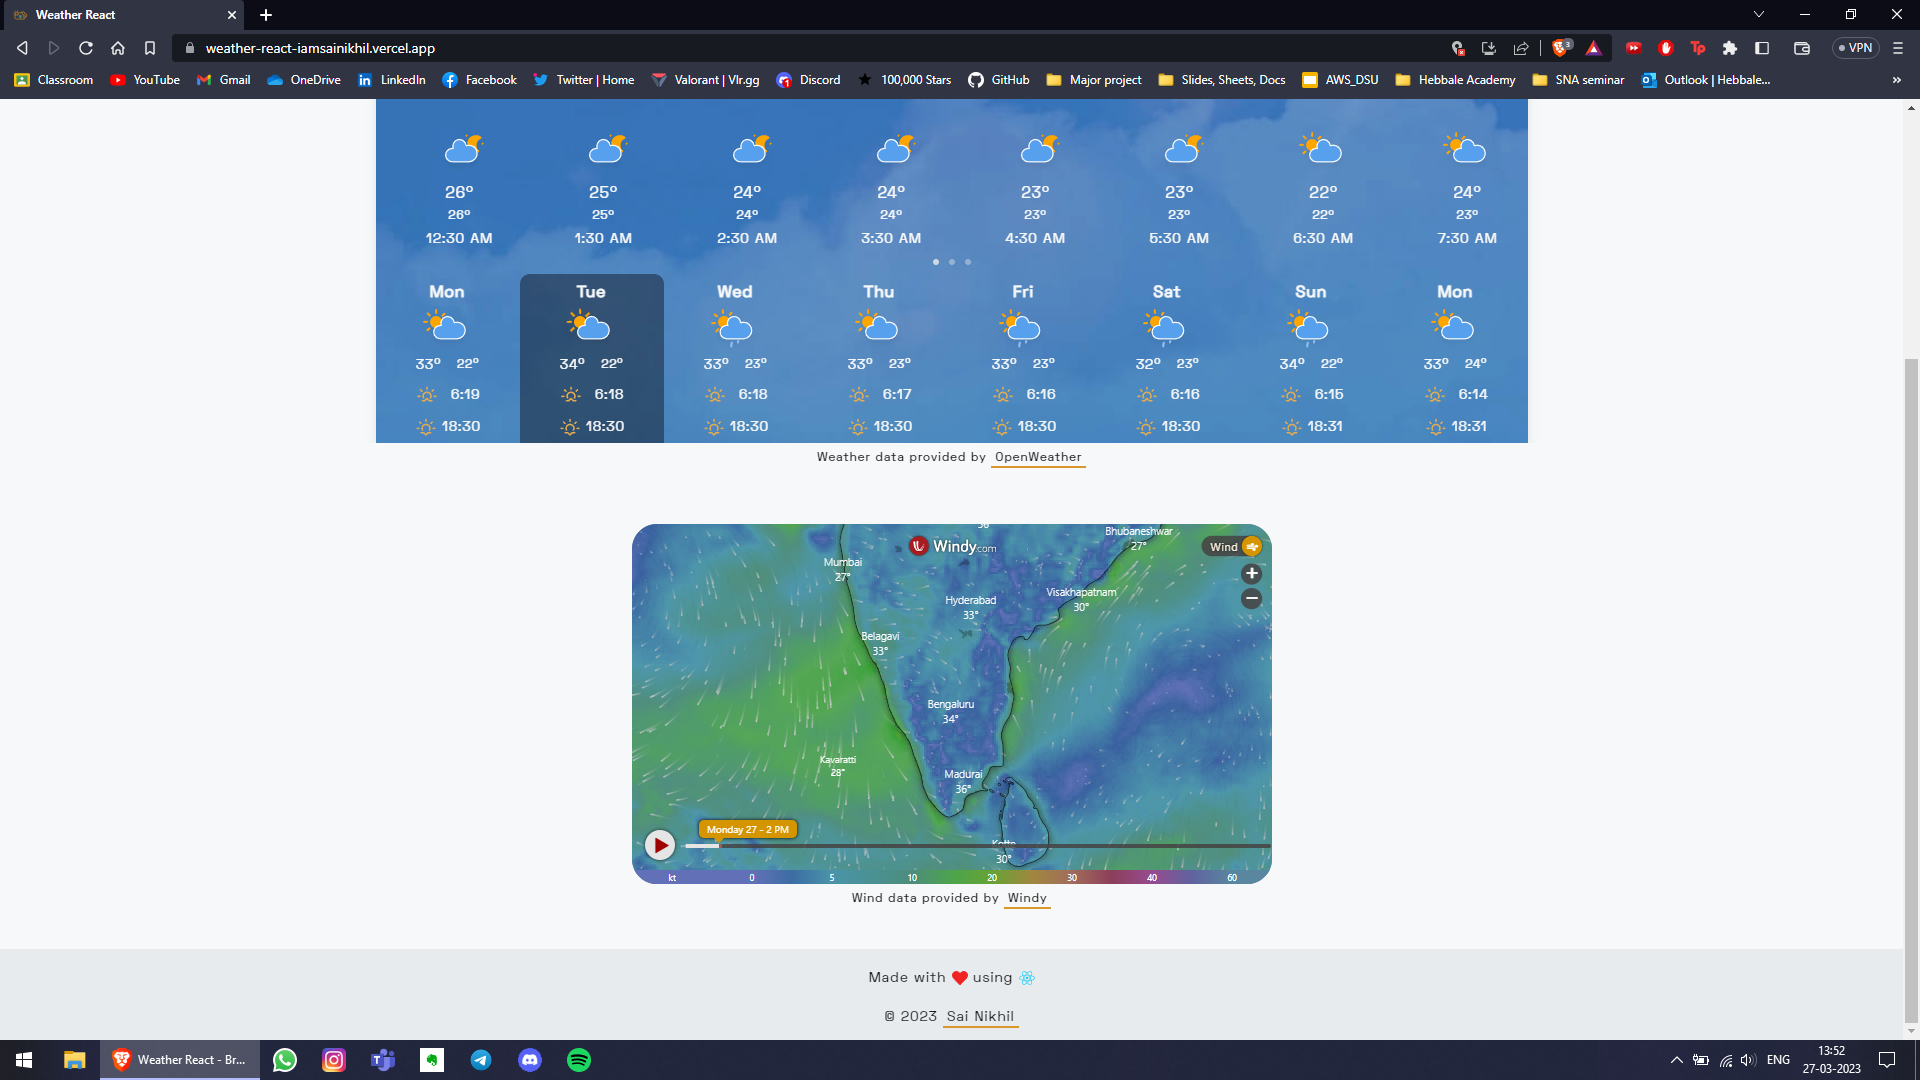 Weather React
weather-react-iamsainikhil.vercel.app
3
VPN
Classroom YouTube Gmail OneDrive LinkedIn Facebook Twitter | Home Valorant | Vlr.gg Discord 100,000 Stars GitHub Major project Slides, Sheets, Docs AWS_DSU Hebbale Academy SNA seminar Outlook | Hebbale...
26° 25° 24° 24° 23° 23° 22° 24°
26° 25° 24° 24° 23° 23° 22° 23°
12:30 AM 1:30 AM 2:30 AM 3:30 AM 4:30 AM 5:30 AM 6:30 AM 7:30 AM
Mon Tue Wed Thu Fri Sat Sun Mon
33° 22° 34° 22° 33° 23° 33° 23° 33° 23° 32° 23° 34° 22° 33° 24°
6:19 6:18 6:18 6:17 6:16 6:16 6:15 6:14
18:30 18:30 18:30 18:30 18:30 18:30 18:31 18:31
Weather data provided by OpenWeather
Windy.com
Wind
Bhubaneshwar
27°
Mumbai
27°
Hyderabad
33°
Visakhapatnam
30°
Belagavi
33°
Bengaluru
34°
Kavaratti
28°
Madurai
36°
Monday 27 - 2 PM
Kotte
30°
kt 0 5 10 20 30 40 60
Wind data provided by Windy
Made with ❤ using
© 2023 Sai Nikhil
Weather React - Br...
ENG
13:52
27-03-2023